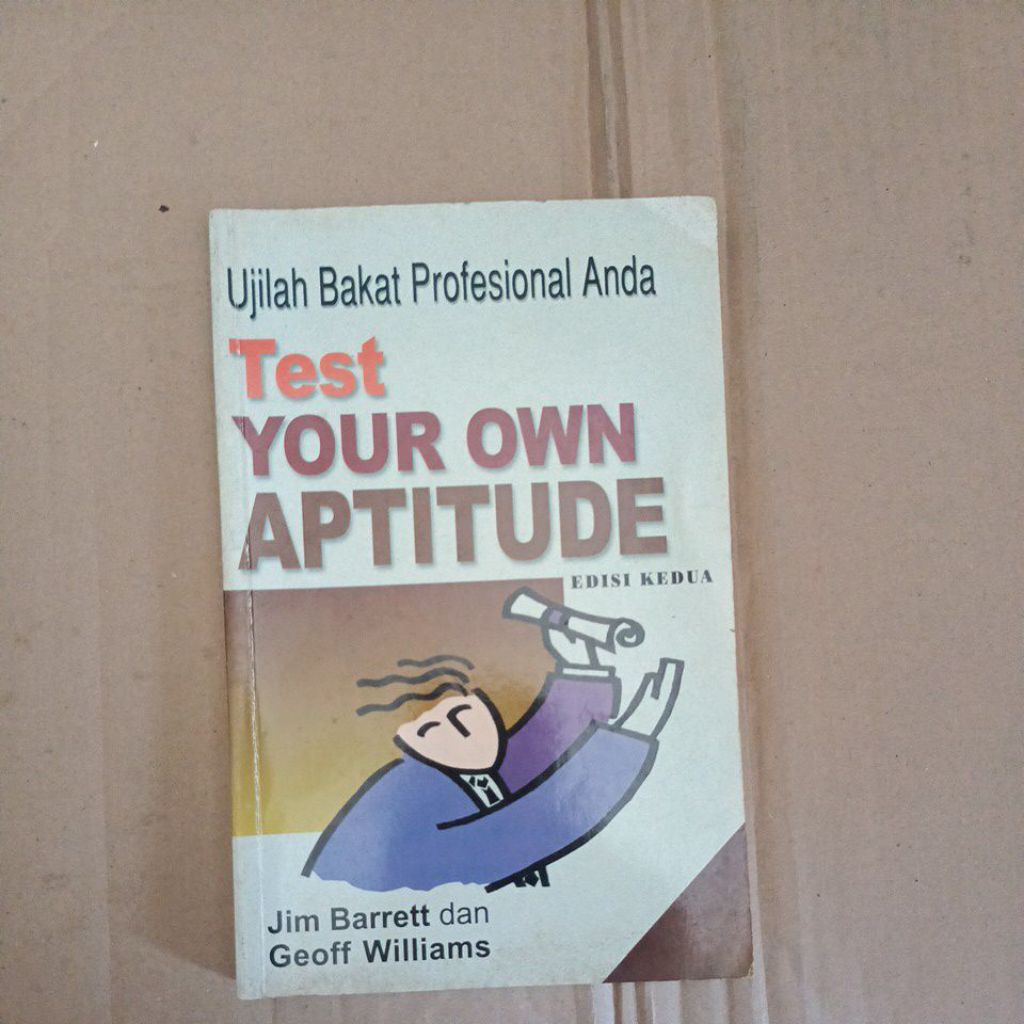 Ujilah Bakat Profesional Anda
Test
YOUR OWN
APTITUDE
EDISI KEDUA
Jim Barrett dan
Geoff Williams